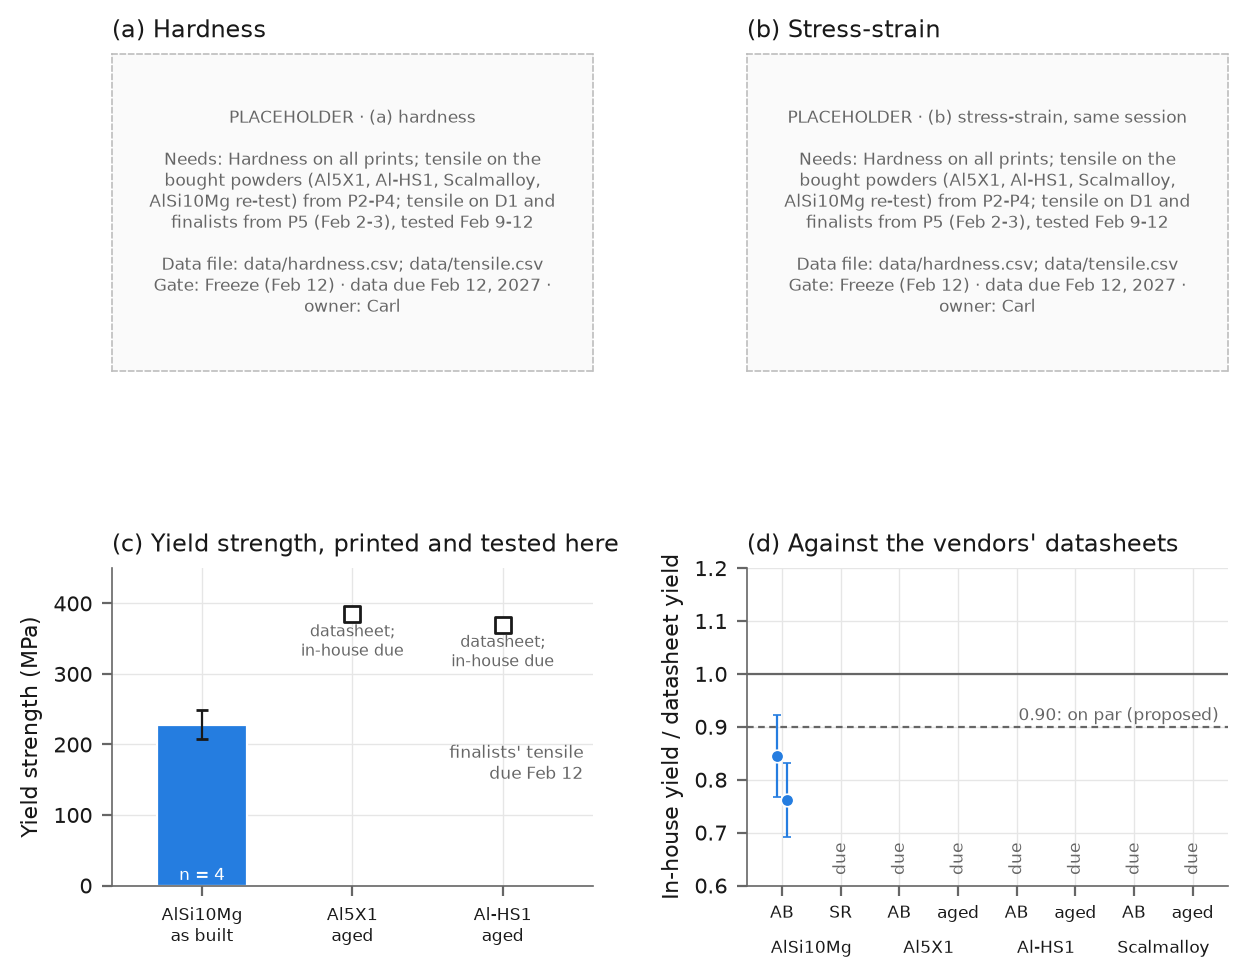 (a) Hardness
PLACEHOLDER · (a) hardness
Needs: Hardness on all prints; tensile on the
bought powders (Al5X1, Al-HS1, Scalmalloy,
AlSi10Mg re-test) from P2-P4; tensile on D1 and
finalists from P5 (Feb 2-3), tested Feb 9-12
Data file: data/hardness.csv; data/tensile.csv
Gate: Freeze (Feb 12) · data due Feb 12, 2027 ·
owner: Carl
(b) Stress-strain
PLACEHOLDER · (b) stress-strain, same session
Needs: Hardness on all prints; tensile on the
bought powders (Al5X1, Al-HS1, Scalmalloy,
AlSi10Mg re-test) from P2-P4; tensile on D1 and
finalists from P5 (Feb 2-3), tested Feb 9-12
Data file: data/hardness.csv; data/tensile.csv
Gate: Freeze (Feb 12) · data due Feb 12, 2027 ·
owner: Carl
(c) Yield strength, printed and tested here
Yield strength (MPa)
400
300
200
100
0
datasheet;
in-house due
datasheet;
in-house due
finalists' tensile
due Feb 12
n = 4
AlSi10Mg
as built
Al5X1
aged
Al-HS1
aged
(d) Against the vendors' datasheets
In-house yield / datasheet yield
1.2
1.1
1.0
0.9
0.8
0.7
0.6
0.90: on par (proposed)
due
due
due
due
due
due
due
AB
SR
AB
aged
AB
aged
AB
aged
AlSi10Mg
Al5X1
Al-HS1
Scalmalloy